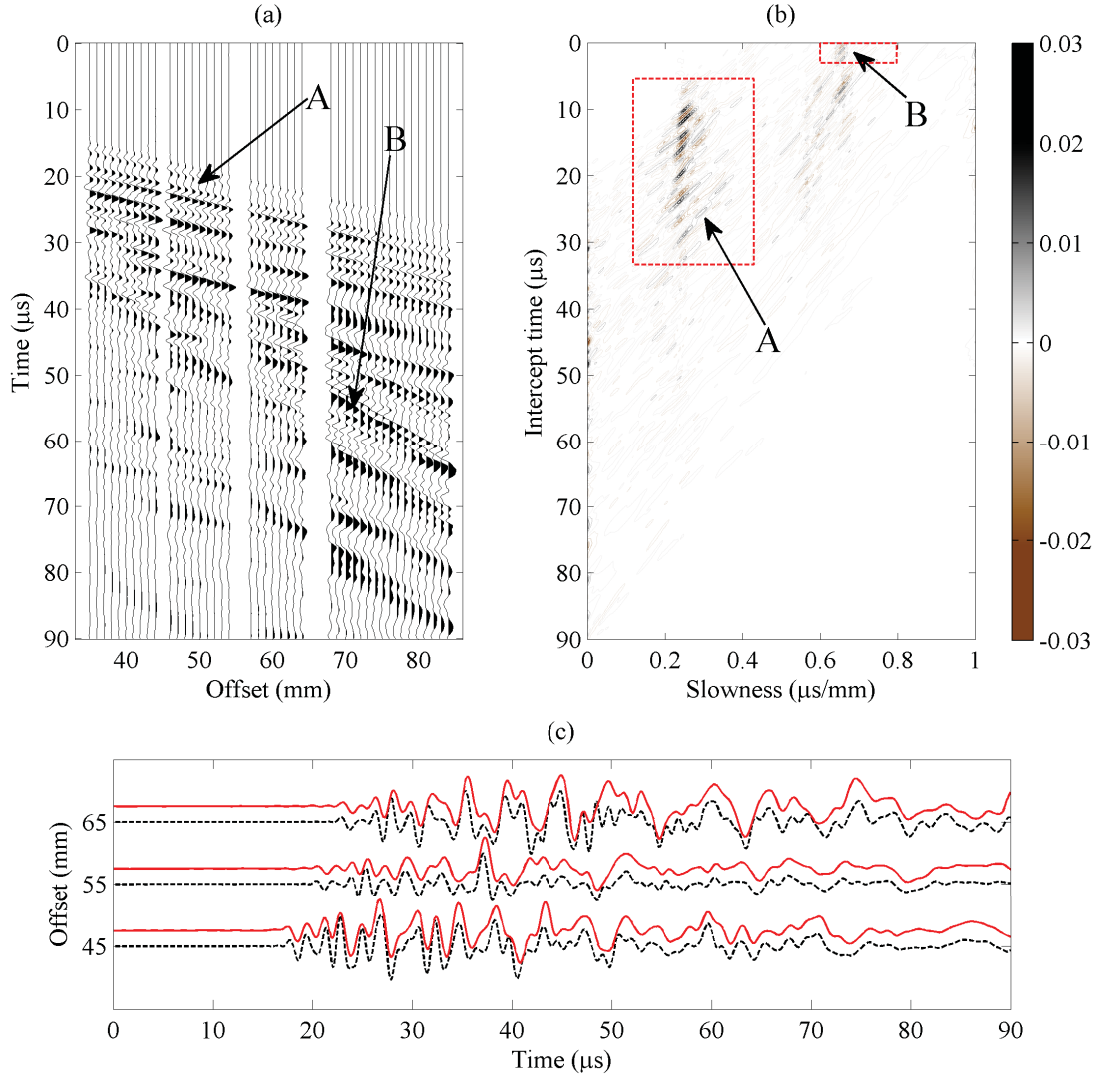 (a)
0
10
20
30
40
50
60
70
80
90
Time (μs)
40 50 60 70 80
Offset (mm)
A
B
(b)
0
10
20
30
40
50
60
70
80
90
Intercept time (μs)
0 0.2 0.4 0.6 0.8 1
Slowness (μs/mm)
A
B
0.03
0.02
0.01
0
-0.01
-0.02
-0.03
(c)
65
55
45
Offset (mm)
0 10 20 30 40 50 60 70 80 90
Time (μs)